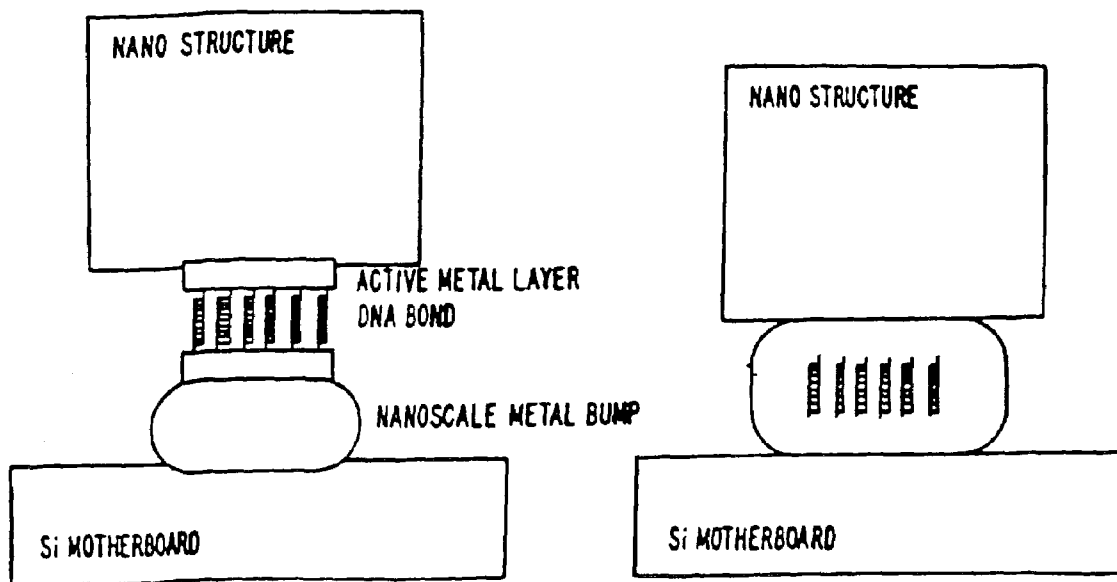 NANO STRUCTURE
ACTIVE METAL LAYER
DNA BOND
NANOSCALE METAL BUMP
Si MOTHERBOARD
NANO STRUCTURE
Si MOTHERBOARD